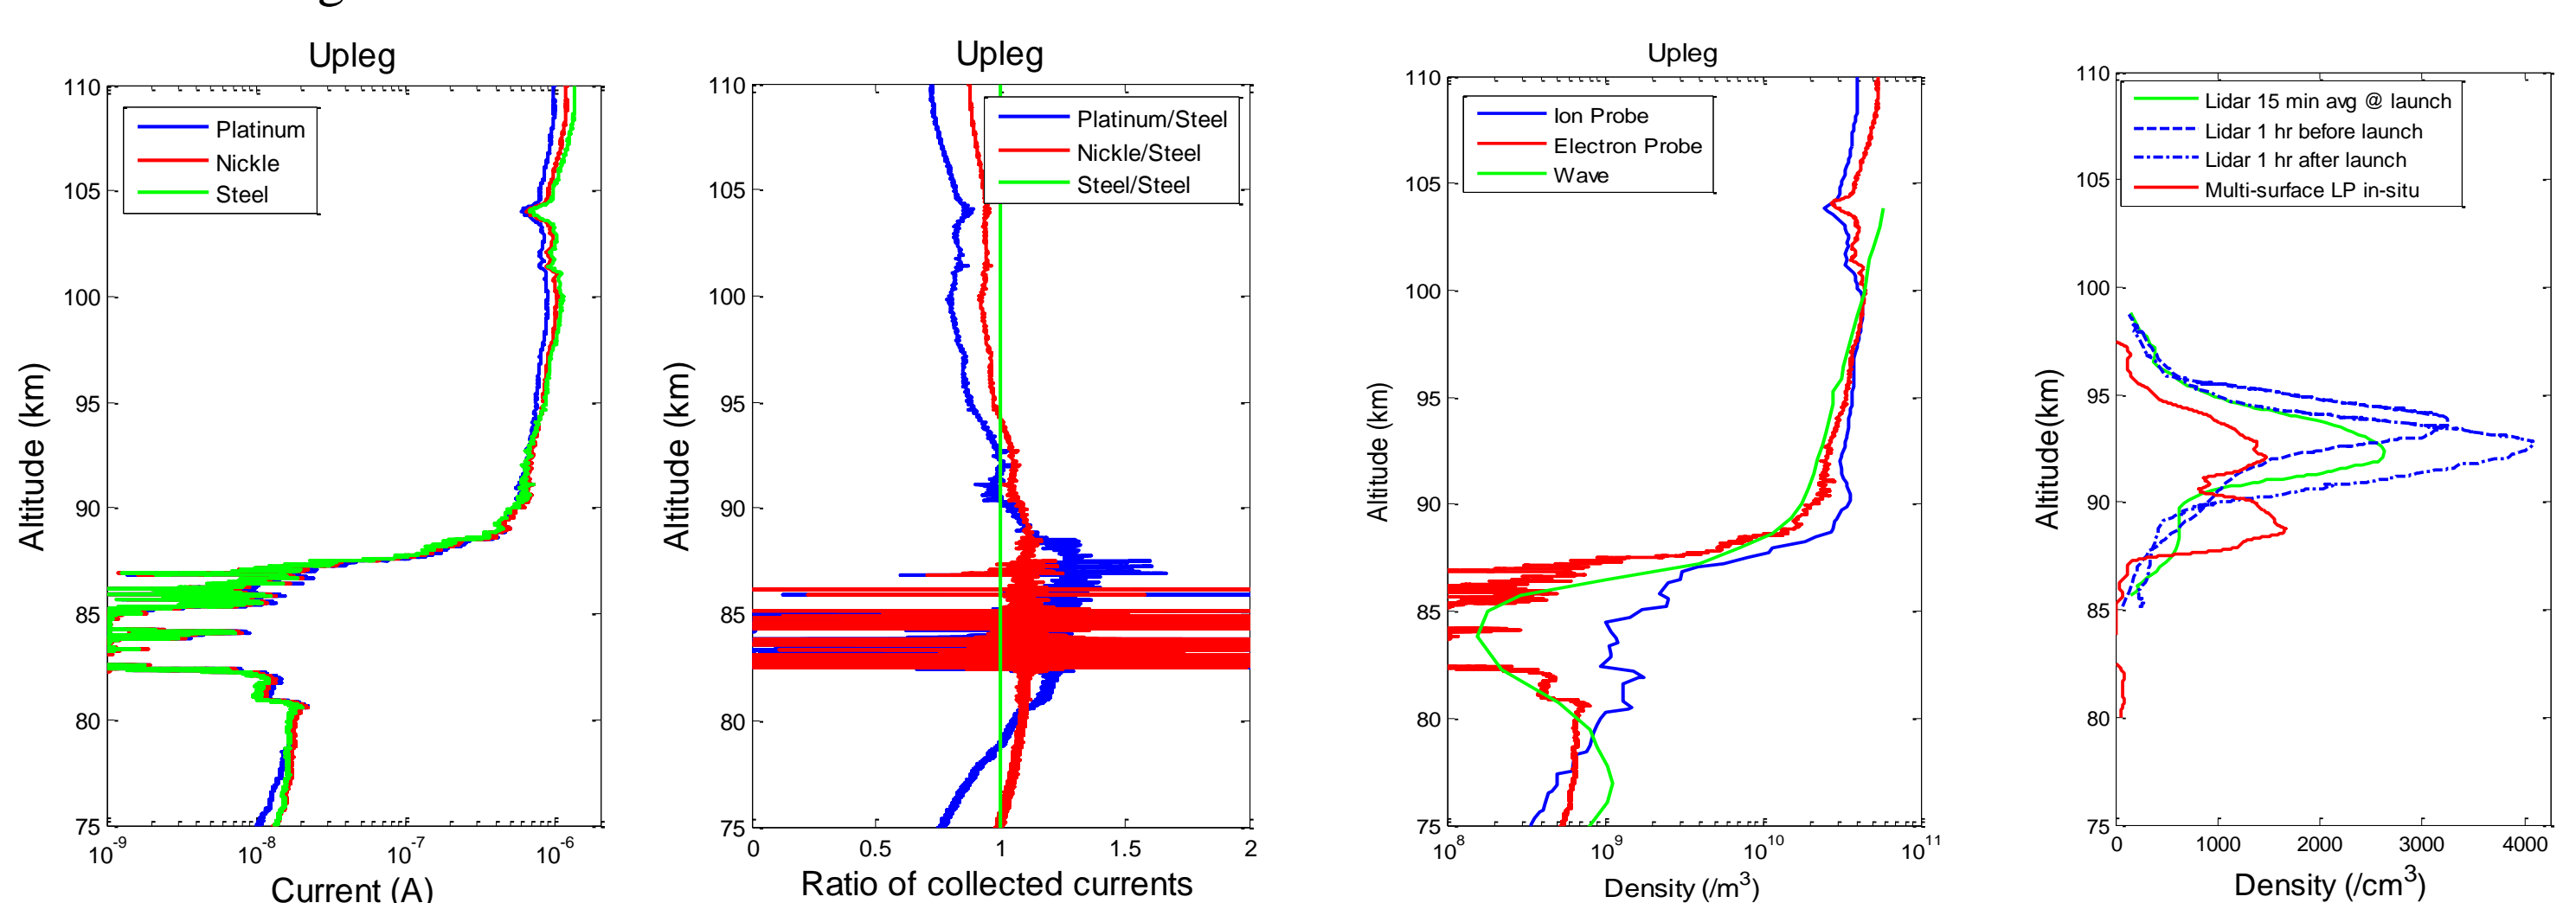 Upleg
110
105
100
95
90
85
80
75
Altitude (km)
Platinum
Nickle
Steel
10-9
10-8
10-7
10-6
Current (A)
Upleg
110
105
100
95
90
85
80
75
Altitude (km)
Platinum/Steel
Nickle/Steel
Steel/Steel
0
0.5
1
1.5
2
Ratio of collected currents
Upleg
110
105
100
95
90
85
80
75
Altitude (km)
Ion Probe
Electron Probe
Wave
10^8
10^9
10^10
10^11
Density (/m^3)
110
105
100
95
90
85
80
75
Altitude(km)
Lidar 15 min avg @ launch
Lidar 1 hr before launch
Lidar 1 hr after launch
Multi-surface LP in-situ
0
1000
2000
3000
4000
Density (/cm^3)